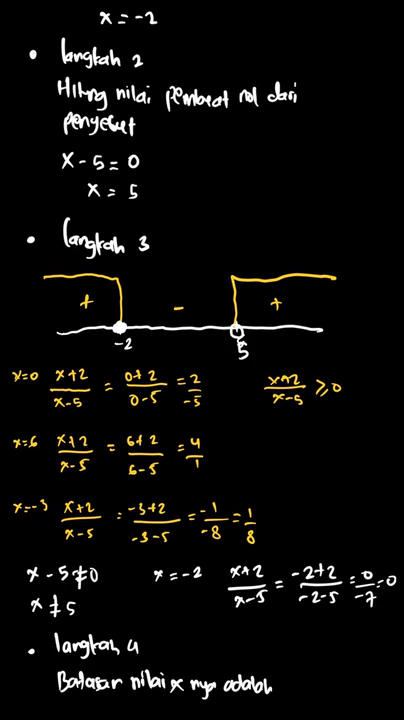 x = -2
• langkah 2
Hitung nilai pembuat nol dari
penyebut
x - 5 = 0
x = 5
• langkah 3
+ - +
-2 5
x=0 x+2/x-5 = 0+2/0-5 = 2/-5 x+2/x-5 ≥ 0
x=6 x+2/x-5 = 6+2/6-5 = 4/1
x=-3 x+2/x-5 = -3+2/-3-5 = -1/-8 = 1/8
x - 5 ≠ 0 x = -2 x+2/x-5 = -2+2/-2-5 = 0/-7 = 0
x ≠ 5
• langkah 4
Batasan nilai x nya adalah